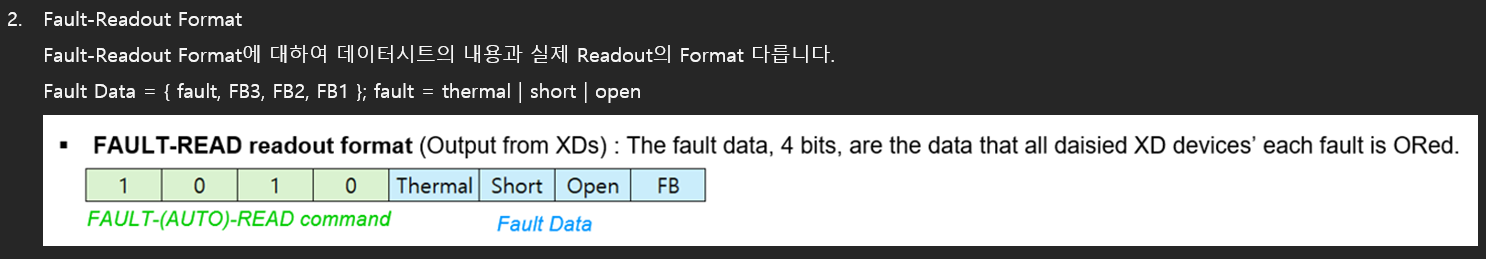 2. Fault-Readout Format
Fault-Readout Format에 대하여 데이터시트의 내용과 실제 Readout의 Format 다릅니다.
Fault Data = { fault, FB3, FB2, FB1 }; fault = thermal | short | open
▪ FAULT-READ readout format (Output from XDs) : The fault data, 4 bits, are the data that all daisied XD devices' each fault is ORed.
1 0 1 0 Thermal Short Open FB
FAULT-(AUTO)-READ command Fault Data